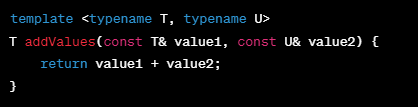 template <typename T, typename U>
T addValues(const T& value1, const U& value2) {
    return value1 + value2;
}